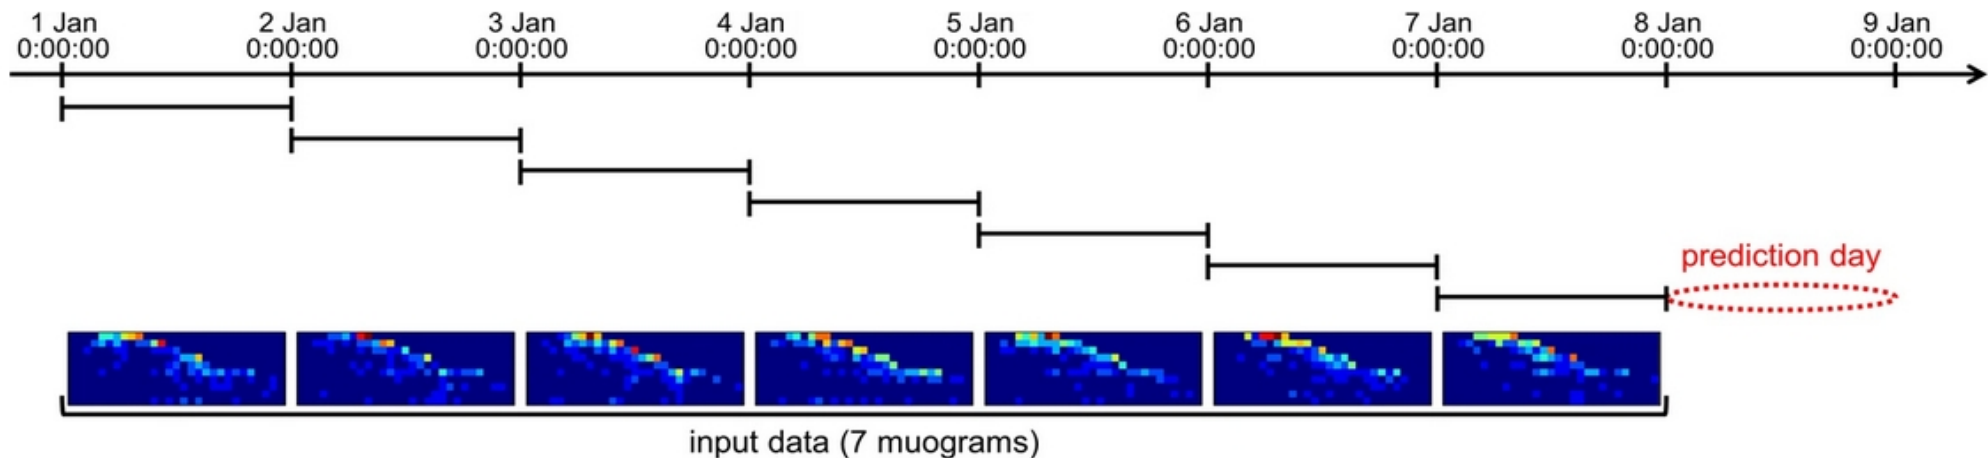 1 Jan 2 Jan 3 Jan 4 Jan 5 Jan 6 Jan 7 Jan 8 Jan 9 Jan
0:00:00 0:00:00 0:00:00 0:00:00 0:00:00 0:00:00 0:00:00 0:00:00 0:00:00
prediction day
input data (7 muograms)